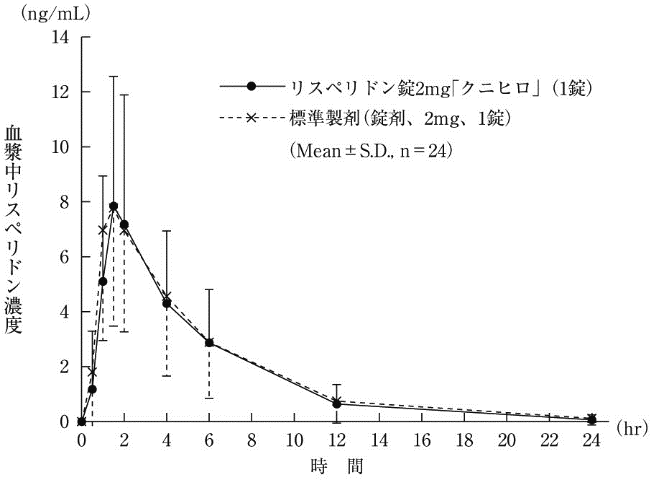 (ng/mL)
14
12
10
8
6
4
2
0
血漿中リスペリドン濃度
リスペリドン錠2mg「クニヒロ」(1錠)
標準製剤(錠剤、2mg、1錠)
(Mean±S.D., n=24)
0 2 4 6 8 10 12 14 16 18 20 22 24 (hr)
時 間